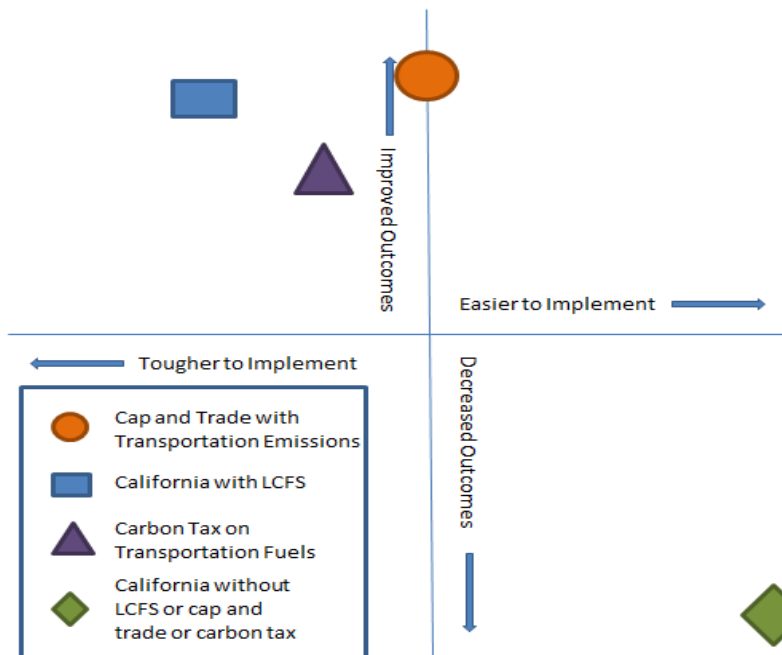 Improved Outcomes
Easier to Implement
Tougher to Implement
Decreased Outcomes
Cap and Trade with
Transportation Emissions
California with LCFS
Carbon Tax on
Transportation Fuels
California without
LCFS or cap and
trade or carbon tax